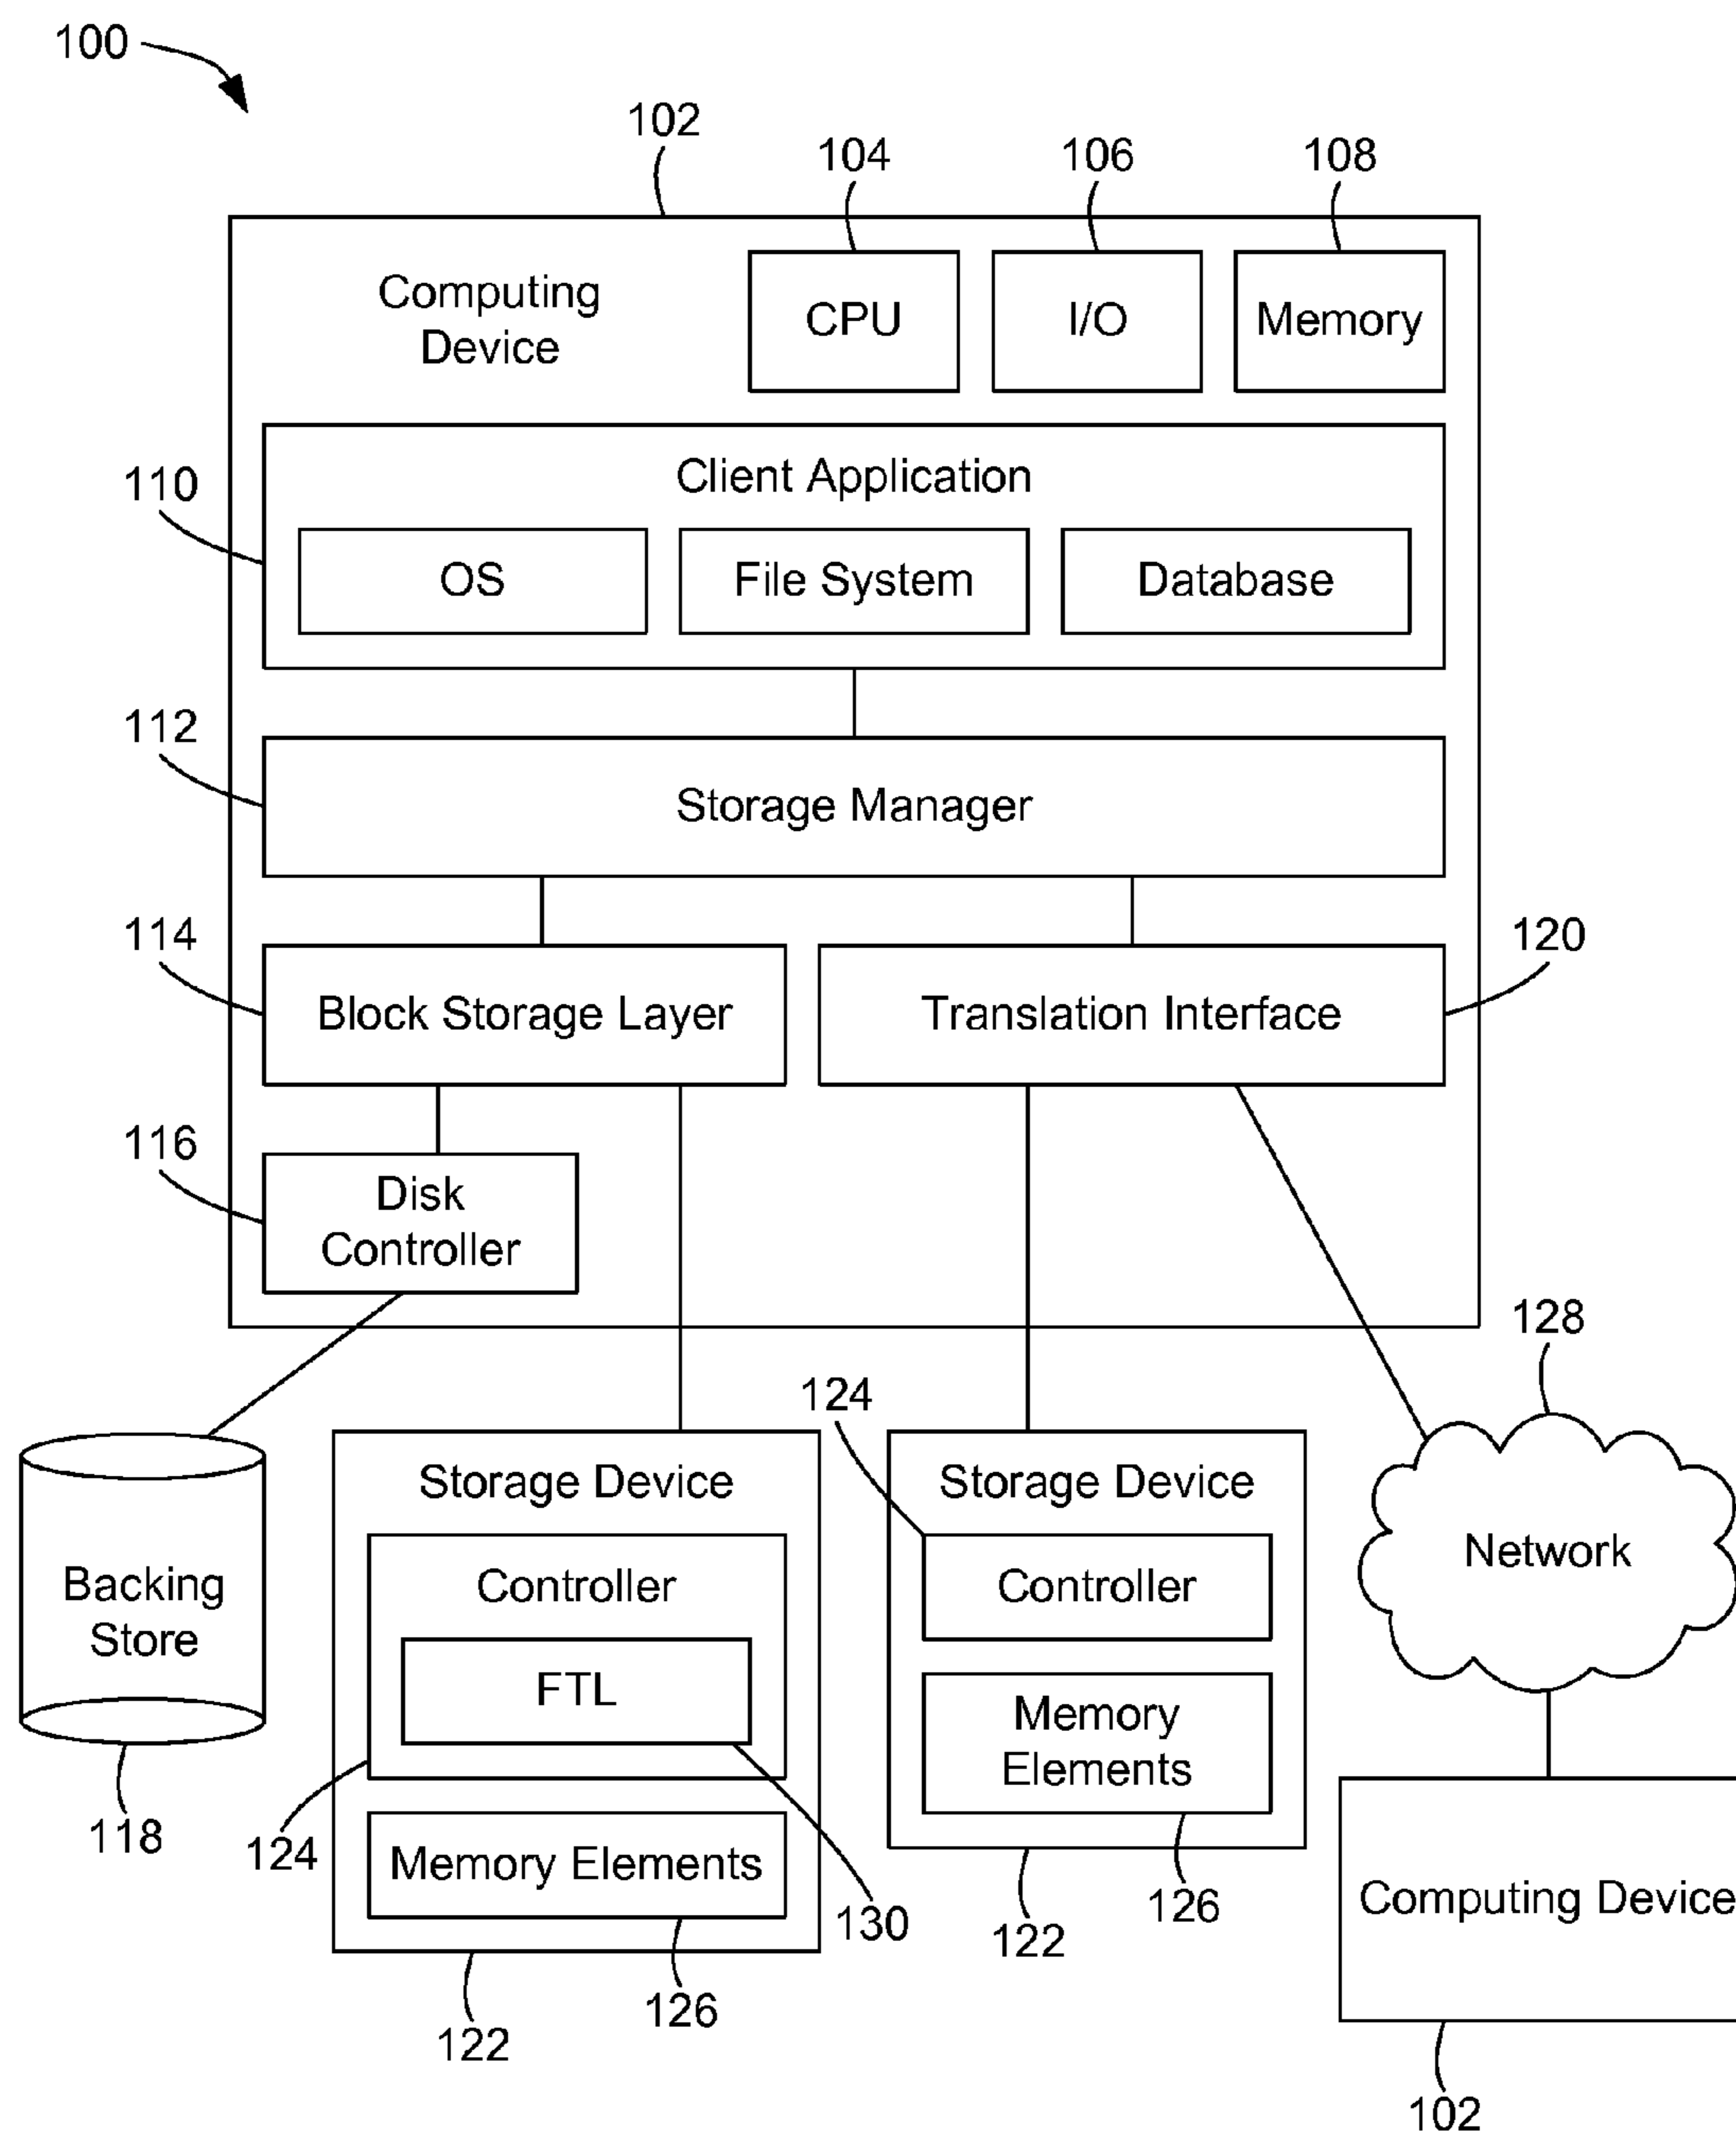 100
102
104
106
108
Computing
Device
CPU
I/O
Memory
110
Client Application
OS
File System
Database
112
Storage Manager
114
120
Block Storage Layer
Translation Interface
116
Disk
Controller
128
124
Storage Device
Storage Device
Backing
Store
Controller
Controller
Network
FTL
Memory
Elements
118
124
Memory Elements
130
126
122
Computing Device
126
122
102